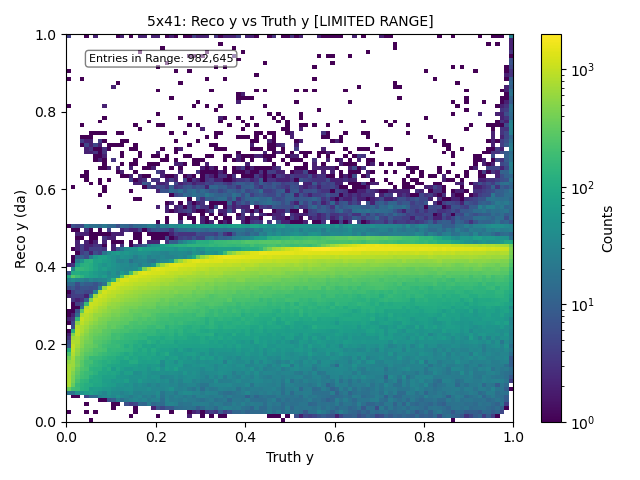 5x41: Reco y vs Truth y [LIMITED RANGE]
Entries in Range: 982,645
1.0
0.8
0.6
0.4
0.2
0.0
Reco y (da)
0.0 0.2 0.4 0.6 0.8 1.0
Truth y
10³
10²
10¹
10⁰
Counts